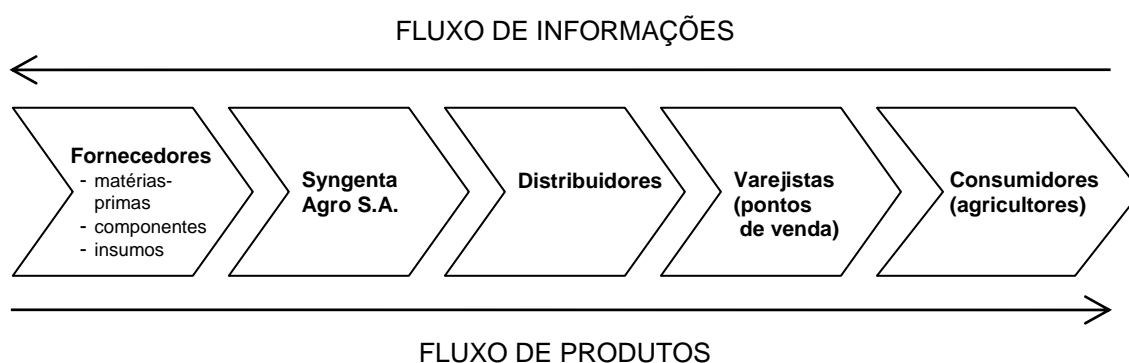 FLUXO DE INFORMAÇÕES
Fornecedores
- matérias-
primas
- componentes
- insumos
Syngenta
Agro S.A.
Distribuidores
Varejistas
(pontos
de venda)
Consumidores
(agricultores)
FLUXO DE PRODUTOS